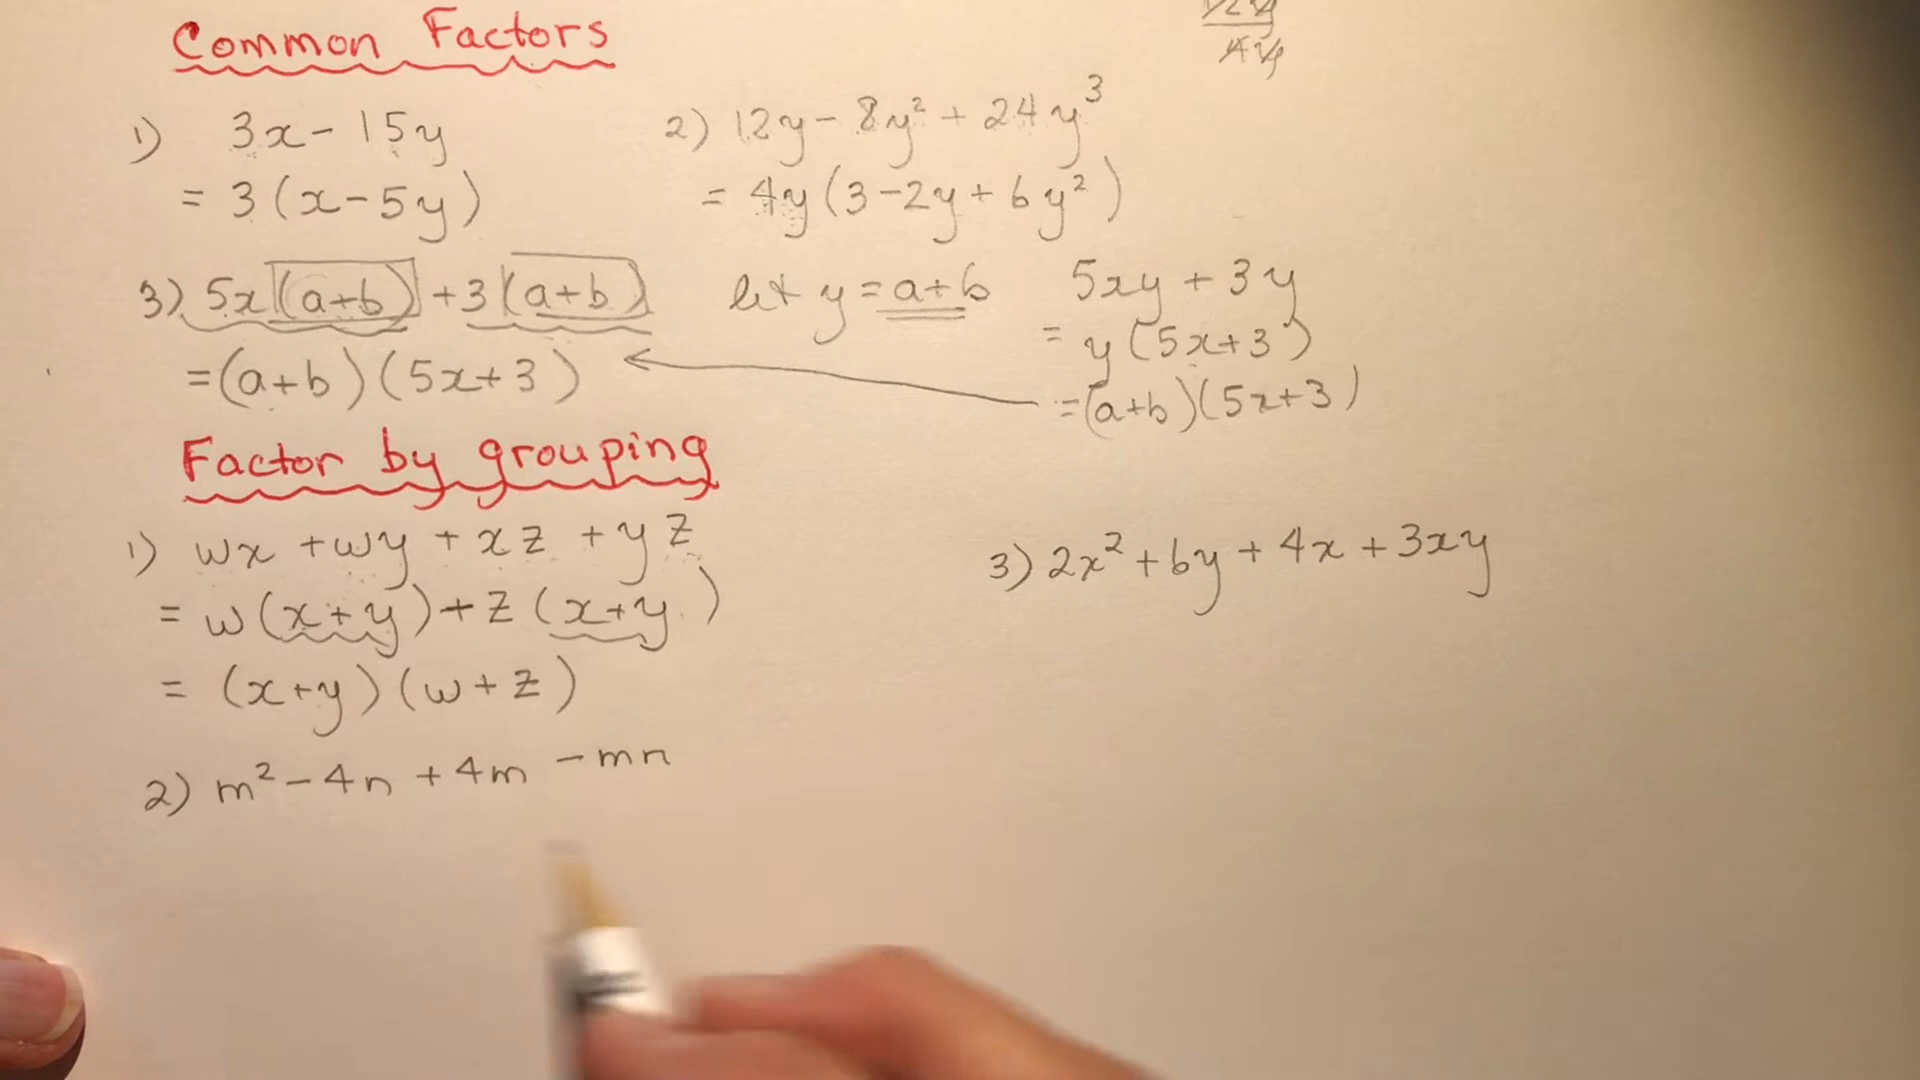 Common Factors
1) 3x - 15y
= 3(x - 5y)
2) 12y - 8y² + 24y³
= 4y(3 - 2y + 6y²)
3) 5x(a+b) + 3(a+b)
= (a+b)(5x+3)
let y = a+b
5xy + 3y
= y(5x+3)
= (a+b)(5x+3)
Factor by grouping
1) wx + wy + xz + yz
= w(x+y) + z(x+y)
= (x+y)(w+z)
2) m² - 4n + 4m - mn
3) 2x² + 6y + 4x + 3xy